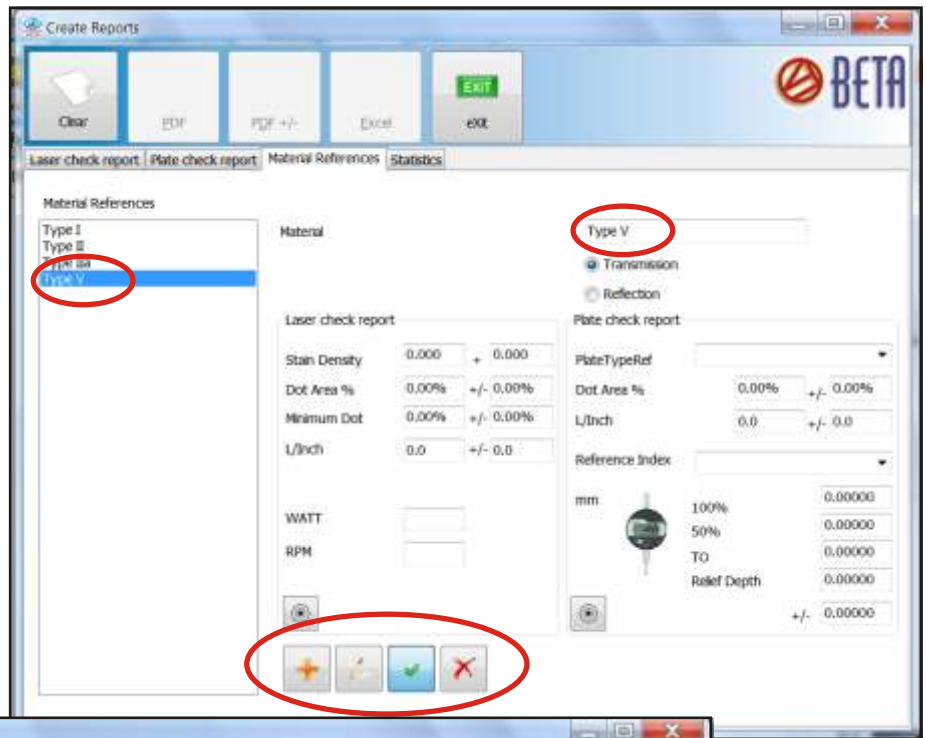 Create Reports
Clear PDF PDF +/- Excel EXIT exit
BETA
Laser check report Plate check report Material References Statistics
Material References
Type I
Type II
Type IIa
Type V
Material Type V
Transmission
Reflection
Laser check report
Stain Density 0.000 + 0.000
Dot Area % 0.00% +/- 0.00%
Minimum Dot 0.00% +/- 0.00%
L/Inch 0.0 +/- 0.0
WATT
RPM
Plate check report
PlateTypeRef
Dot Area % 0.00% +/- 0.00%
L/Inch 0.0 +/- 0.0
Reference Index
mm 100% 0.00000
50% 0.00000
TO 0.00000
Relief Depth 0.00000
+/- 0.00000